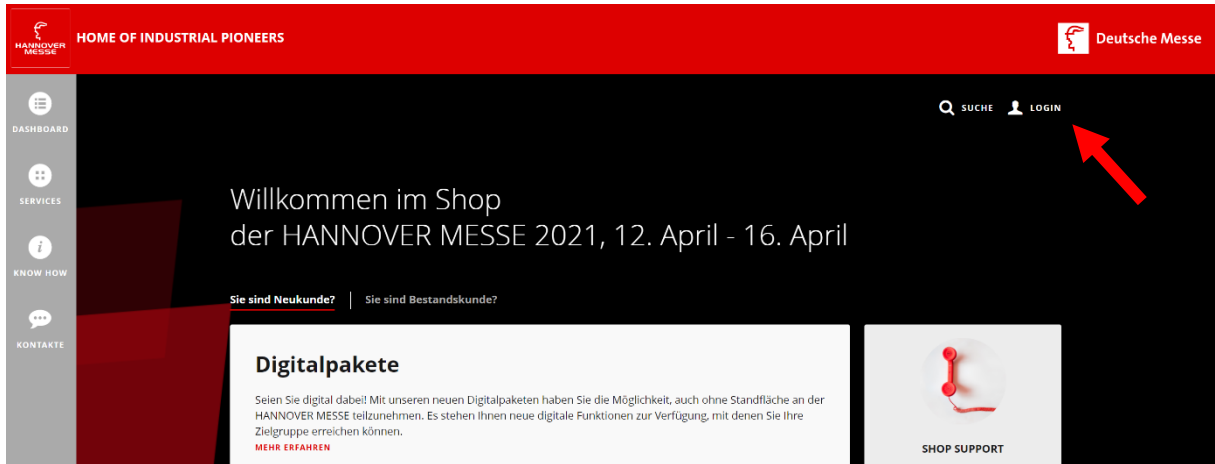 HANNOVER
MESSE
HOME OF INDUSTRIAL PIONEERS
Deutsche Messe
DASHBOARD
SERVICES
KNOW HOW
KONTAKTE
SUCHE
LOGIN
Willkommen im Shop
der HANNOVER MESSE 2021, 12. April - 16. April
Sie sind Neukunde?
Sie sind Bestandskunde?
Digitalpakete
Seien Sie digital dabei! Mit unseren neuen Digitalpaketen haben Sie die Möglichkeit, auch ohne Standfläche an der
HANNOVER MESSE teilzunehmen. Es stehen Ihnen neue digitale Funktionen zur Verfügung, mit denen Sie Ihre
Zielgruppe erreichen können.
MEHR ERFAHREN
SHOP SUPPORT